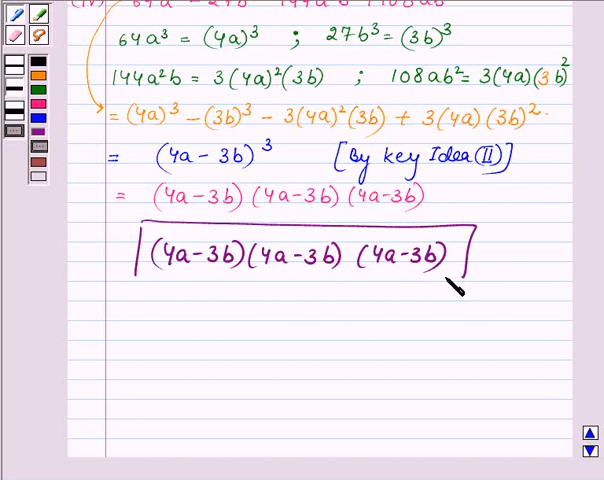 64a³ = (4a)³ ; 27b³ = (3b)³
144a²b = 3(4a)²(3b) ; 108ab² = 3(4a)(3b)²
= (4a)³ - (3b)³ - 3(4a)²(3b) + 3(4a)(3b)².
= (4a - 3b)³ [By key Idea (II)]
= (4a-3b) (4a-3b) (4a-3b)
(4a-3b)(4a-3b) (4a-3b)